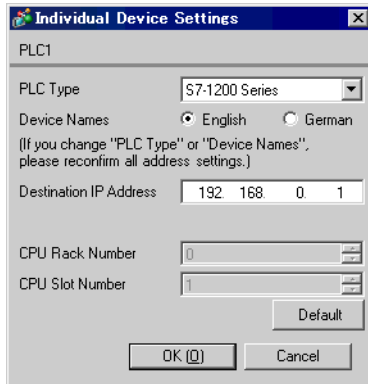 Individual Device Settings
PLC1
PLC Type S7-1200 Series
Device Names English German
(If you change "PLC Type" or "Device Names",
please reconfirm all address settings.)
Destination IP Address 192. 168. 0. 1
CPU Rack Number 0
CPU Slot Number 1
Default
OK (O) Cancel